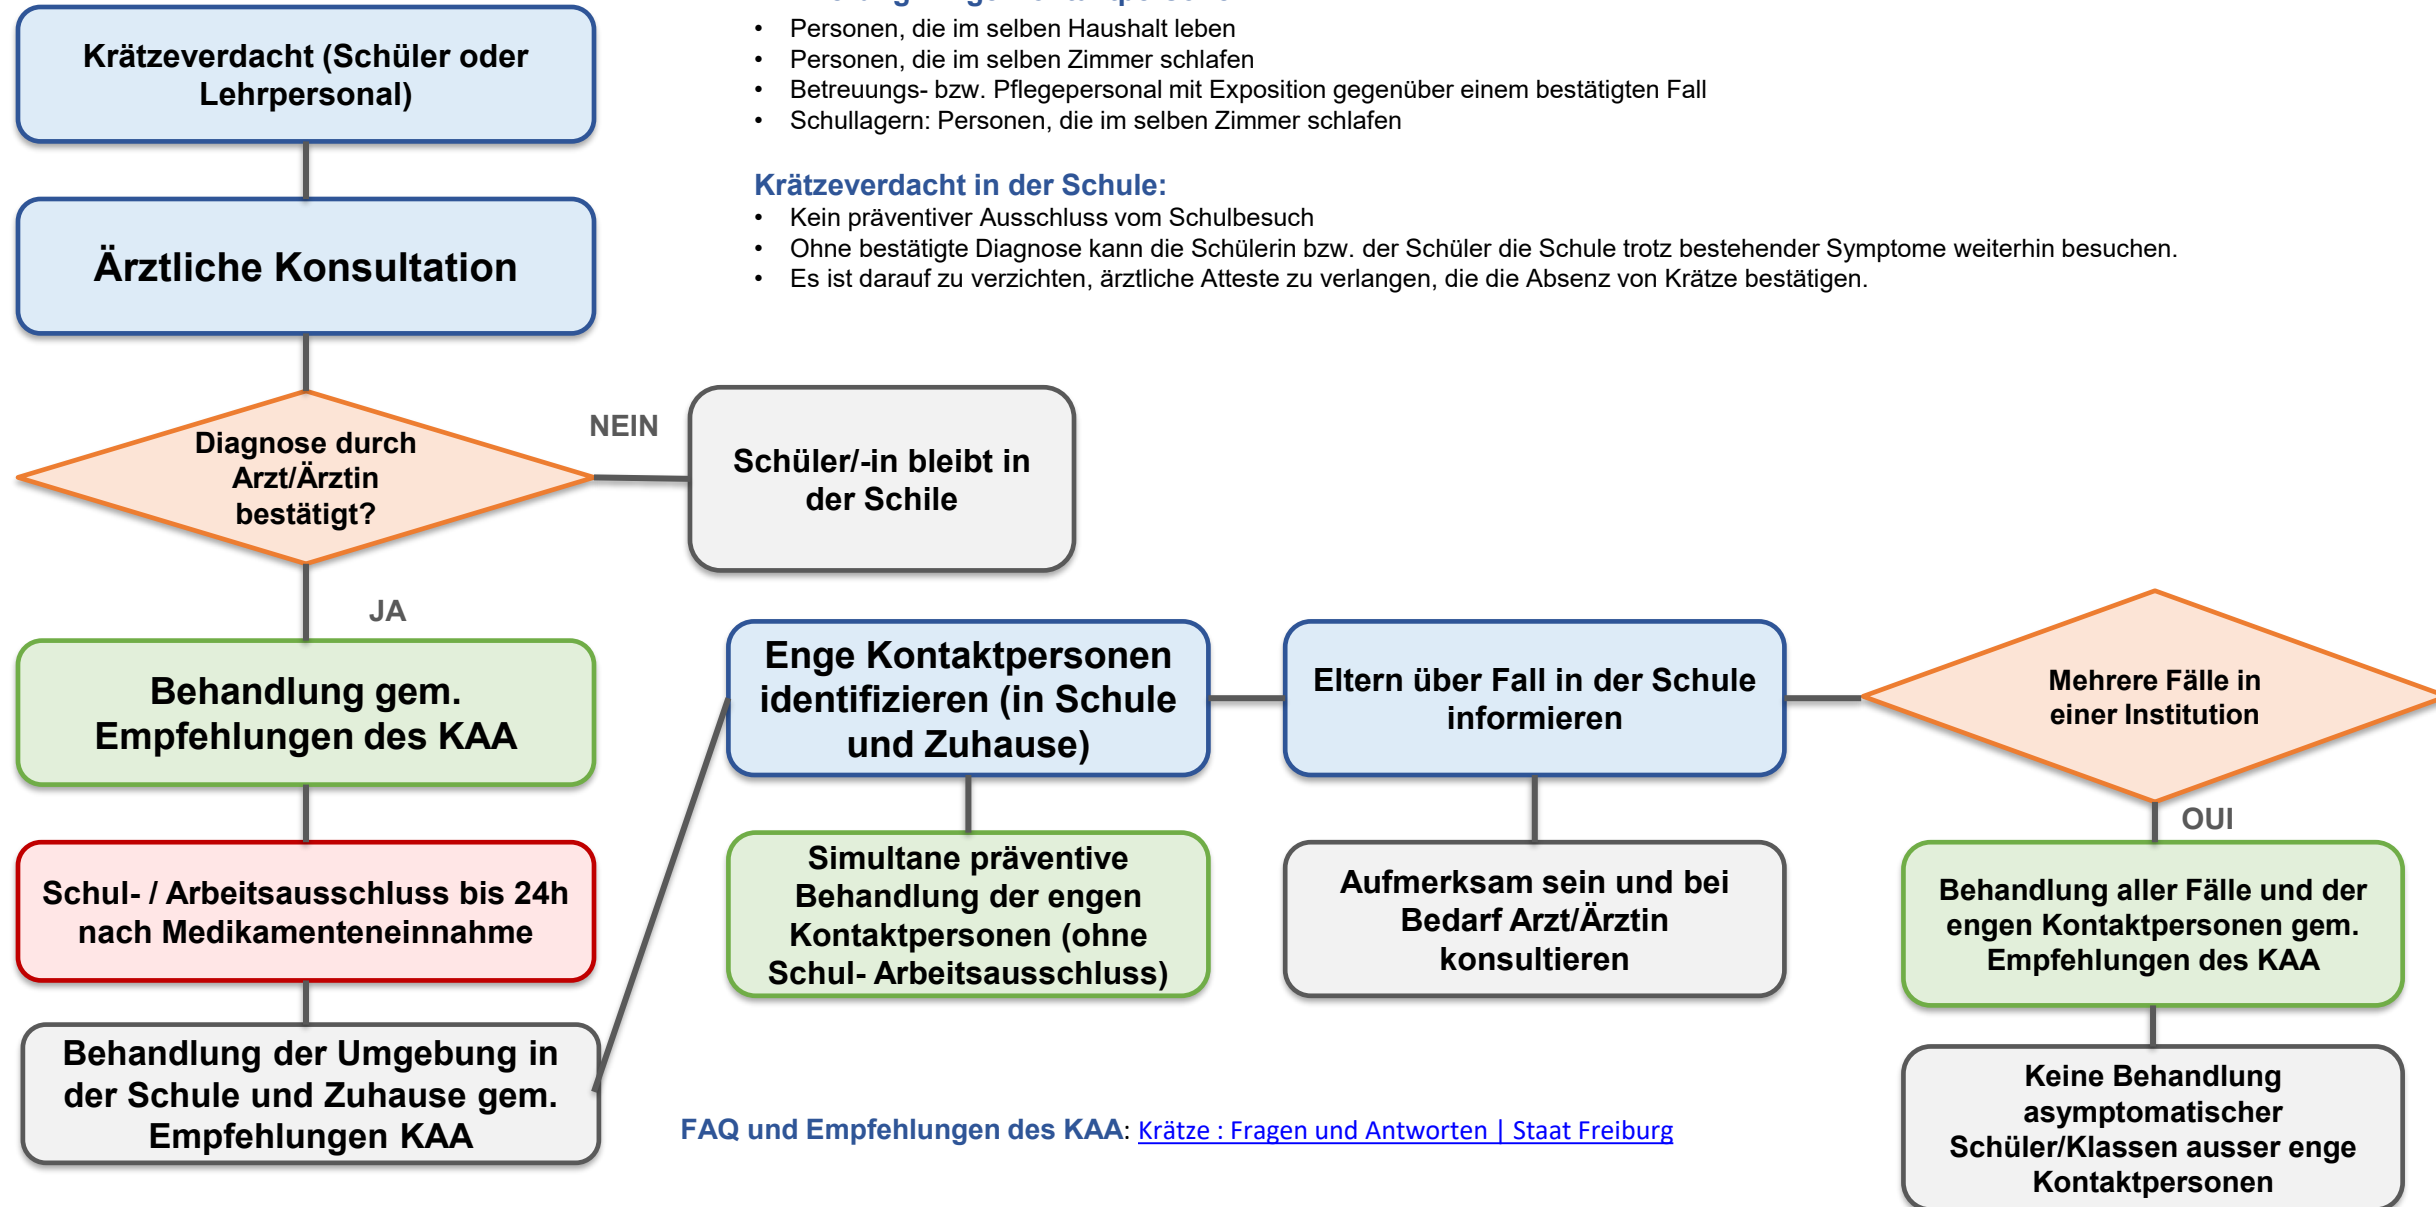 Krätzeverdacht (Schüler oder
Lehrpersonal)
• Personen, die im selben Haushalt leben
• Personen, die im selben Zimmer schlafen
• Betreuungs- bzw. Pflegepersonal mit Exposition gegenüber einem bestätigten Fall
• Schullagern: Personen, die im selben Zimmer schlafen
Krätzeverdacht in der Schule:
• Kein präventiver Ausschluss vom Schulbesuch
• Ohne bestätigte Diagnose kann die Schülerin bzw. der Schüler die Schule trotz bestehender Symptome weiterhin besuchen.
• Es ist darauf zu verzichten, ärztliche Atteste zu verlangen, die die Absenz von Krätze bestätigen.
Ärztliche Konsultation
Diagnose durch
Arzt/Ärztin
bestätigt?
NEIN
Schüler/-in bleibt in
der Schile
JA
Behandlung gem.
Empfehlungen des KAA
Schul- / Arbeitsausschluss bis 24h
nach Medikamenteneinnahme
Behandlung der Umgebung in
der Schule und Zuhause gem.
Empfehlungen KAA
Enge Kontaktpersonen
identifizieren (in Schule
und Zuhause)
Simultane präventive
Behandlung der engen
Kontaktpersonen (ohne
Schul- Arbeitsausschluss)
Eltern über Fall in der Schule
informieren
Aufmerksam sein und bei
Bedarf Arzt/Ärztin
konsultieren
Mehrere Fälle in
einer Institution
OUI
Behandlung aller Fälle und der
engen Kontaktpersonen gem.
Empfehlungen des KAA
Keine Behandlung
asymptomatischer
Schüler/Klassen ausser enge
Kontaktpersonen
FAQ und Empfehlungen des KAA: Krätze : Fragen und Antworten | Staat Freiburg